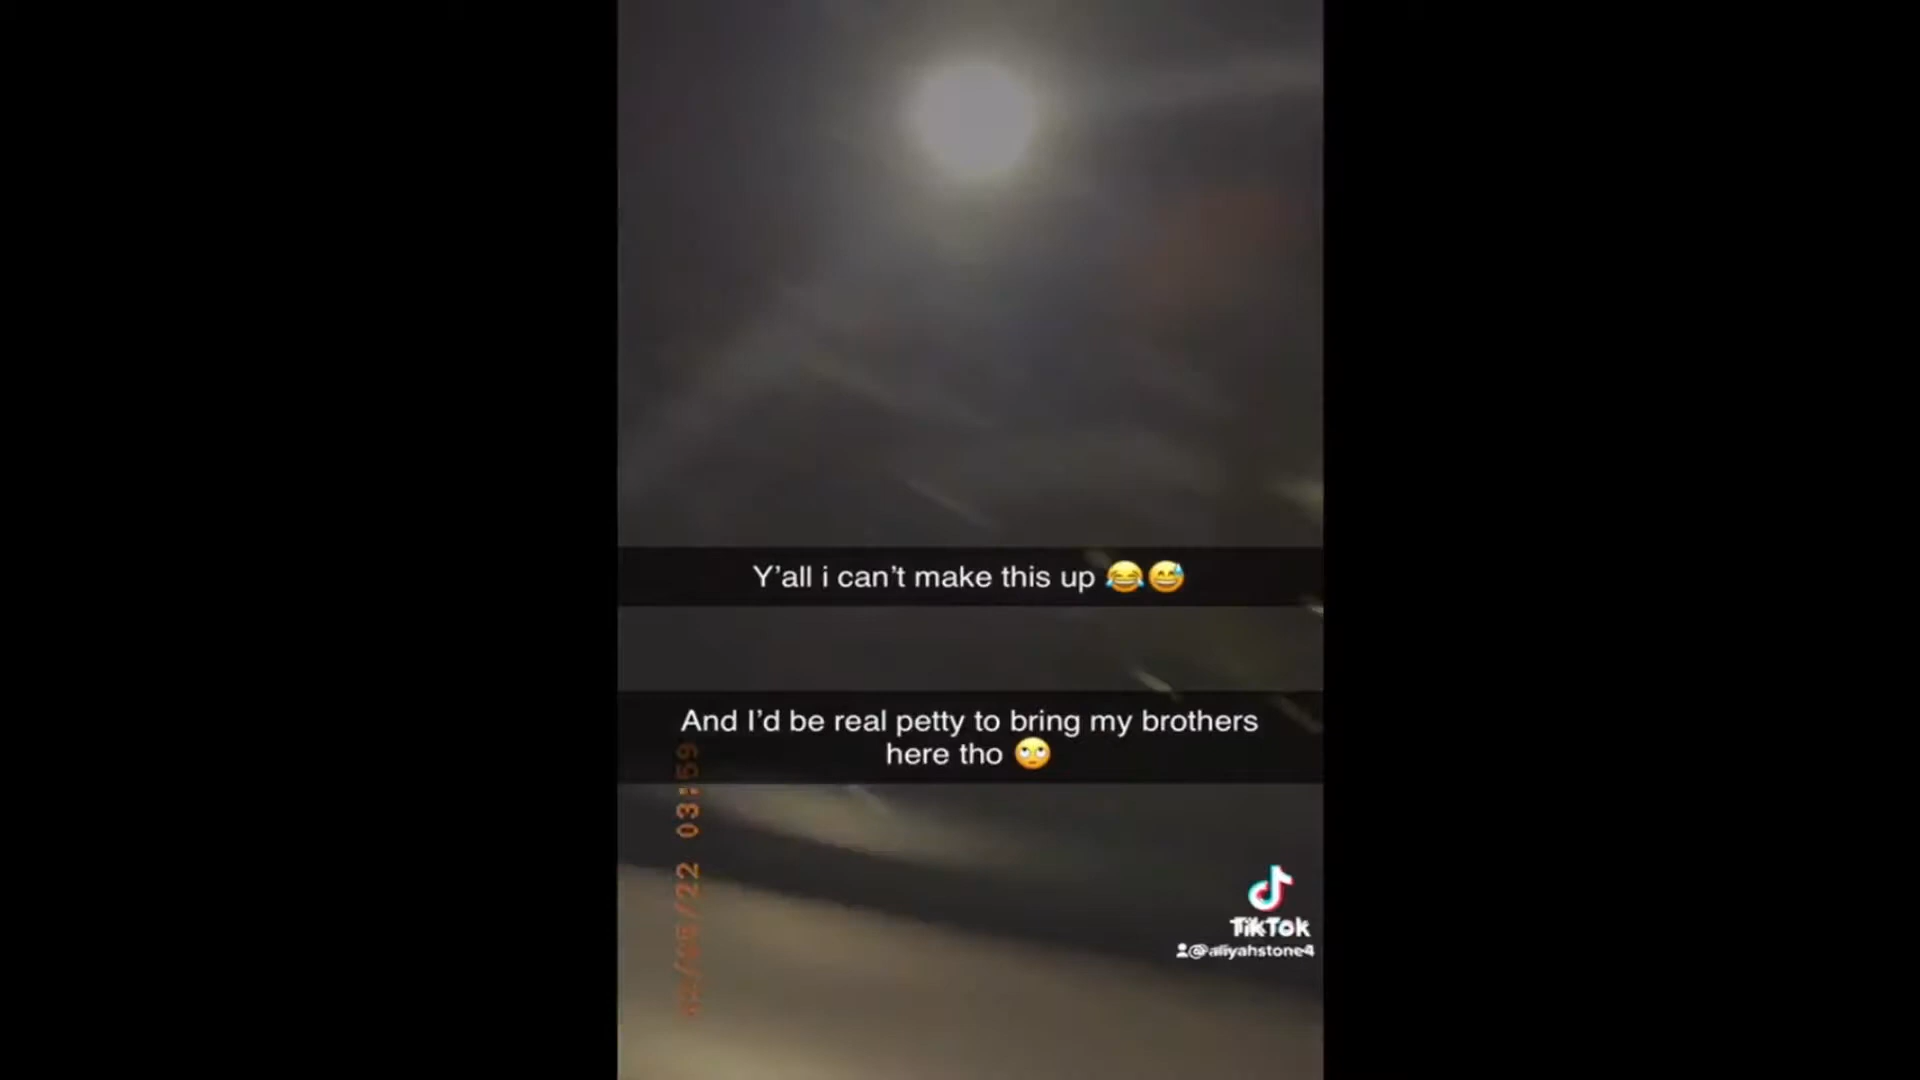 Y'all i can't make this up 😂😅
And I'd be real petty to bring my brothers
here tho 🙄
03:59
TikTok
@aliyahstone4